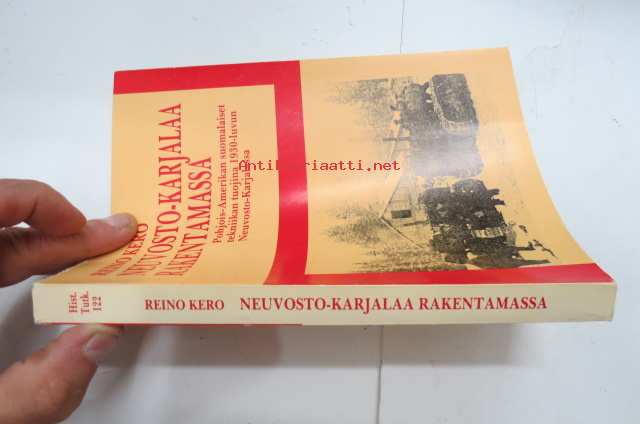 REINO KERO
NEUVOSTO-KARJALAA
RAKENTAMASSA
Pohjois-Amerikan suomalaiset
tekniikan tuojina 1930-luvun
Neuvosto-Karjalassa
Antikvariaatti.net
Hist.
Tutk.
122
REINO KERO NEUVOSTO-KARJALAA RAKENTAMASSA